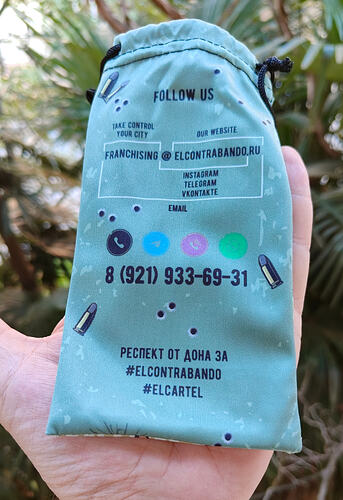 FOLLOW US
TAKE CONTROL
YOUR CITY
OUR WEBSITE
FRANCHISING @ ELCONTRABANDO.RU
INSTAGRAM
TELEGRAM
VKONTAKTE
EMAIL
8 (921) 933-69-31
РЕСПЕКТ ОТ ДОНА ЗА
#ELCONTRABANDO
#ELCARTEL